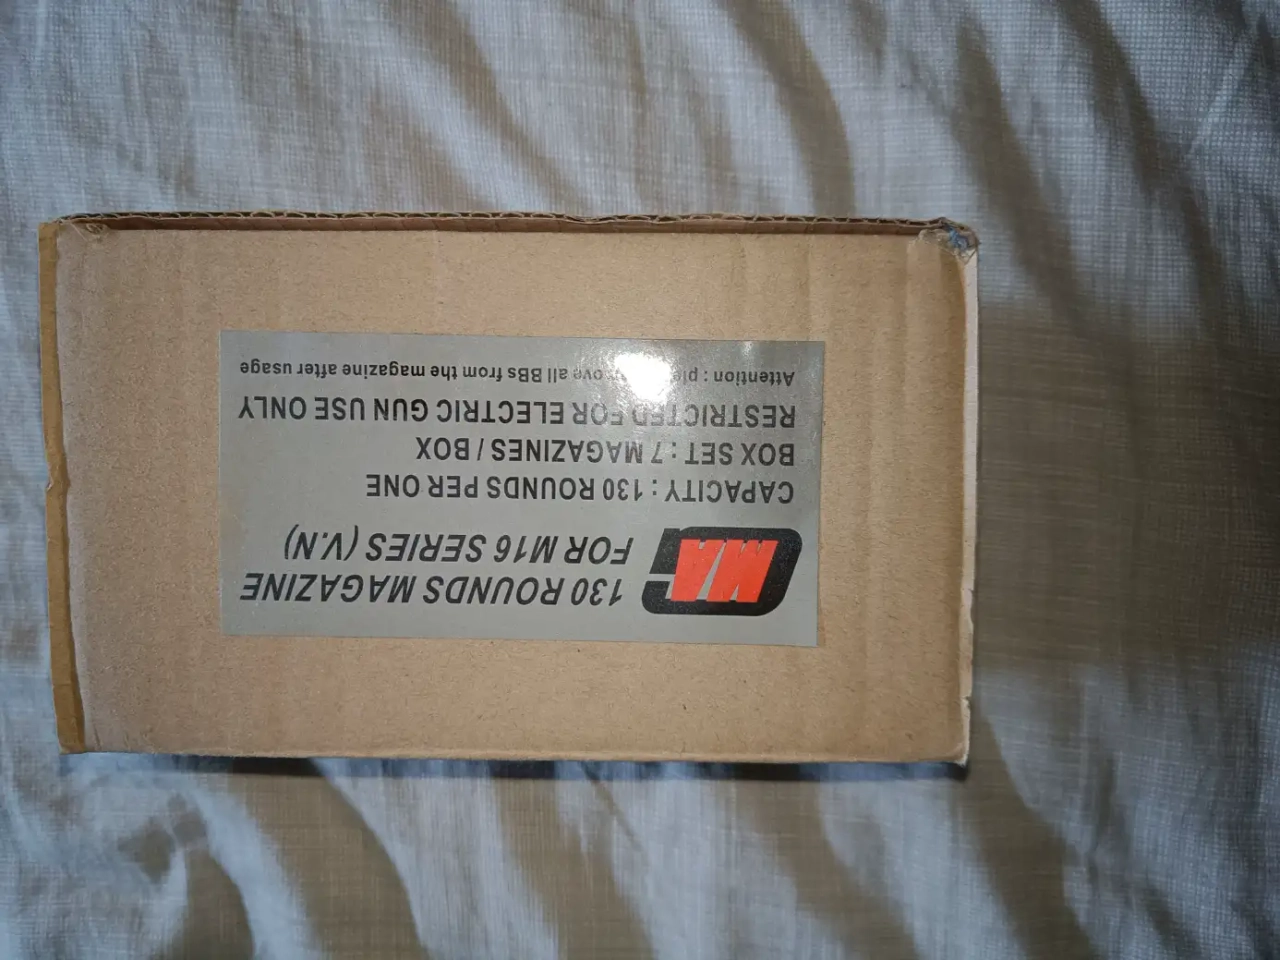 MAG
130 ROUNDS MAGAZINE
FOR M16 SERIES (V.N)
CAPACITY : 130 ROUNDS PER ONE
BOX SET : 7 MAGAZINES / BOX
RESTRICTED FOR ELECTRIC GUN USE ONLY
Attention : all BBs from the magazine after usage